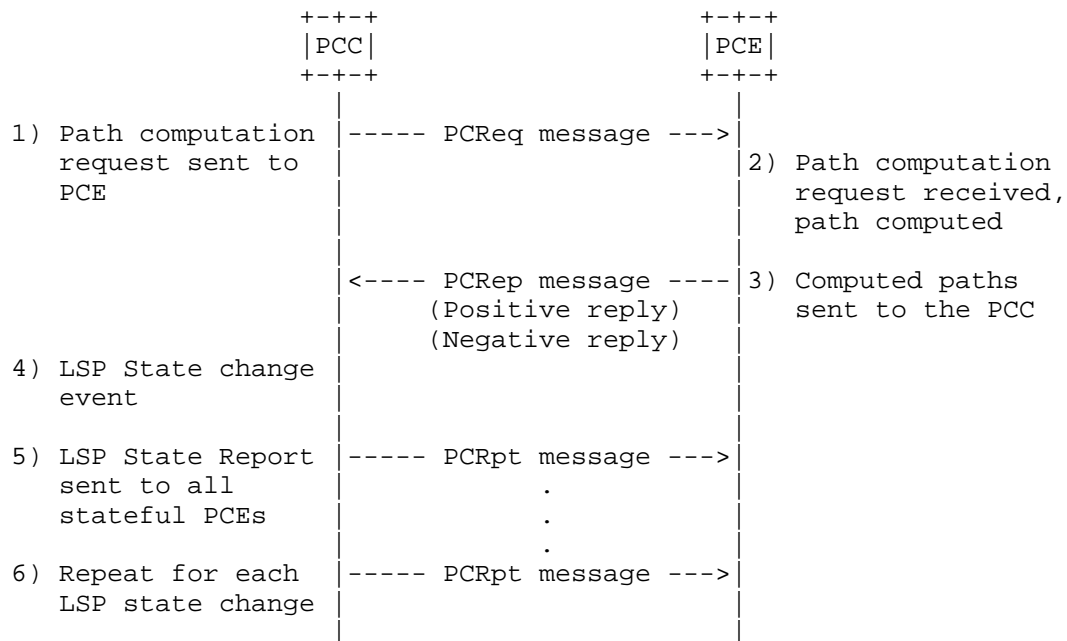 +-+-+ +-+-+
|PCC| |PCE|
+-+-+ +-+-+
| |
1) Path computation |----- PCReq message --->|
request sent to | |2) Path computation
PCE | | request received,
| | path computed
| |
|<---- PCRep message ----|3) Computed paths
| (Positive reply) | sent to the PCC
| (Negative reply) |
4) LSP State change | |
event | |
| |
5) LSP State Report |----- PCRpt message --->|
sent to all | . |
stateful PCEs | . |
| . |
6) Repeat for each |----- PCRpt message --->|
LSP state change | |
| |